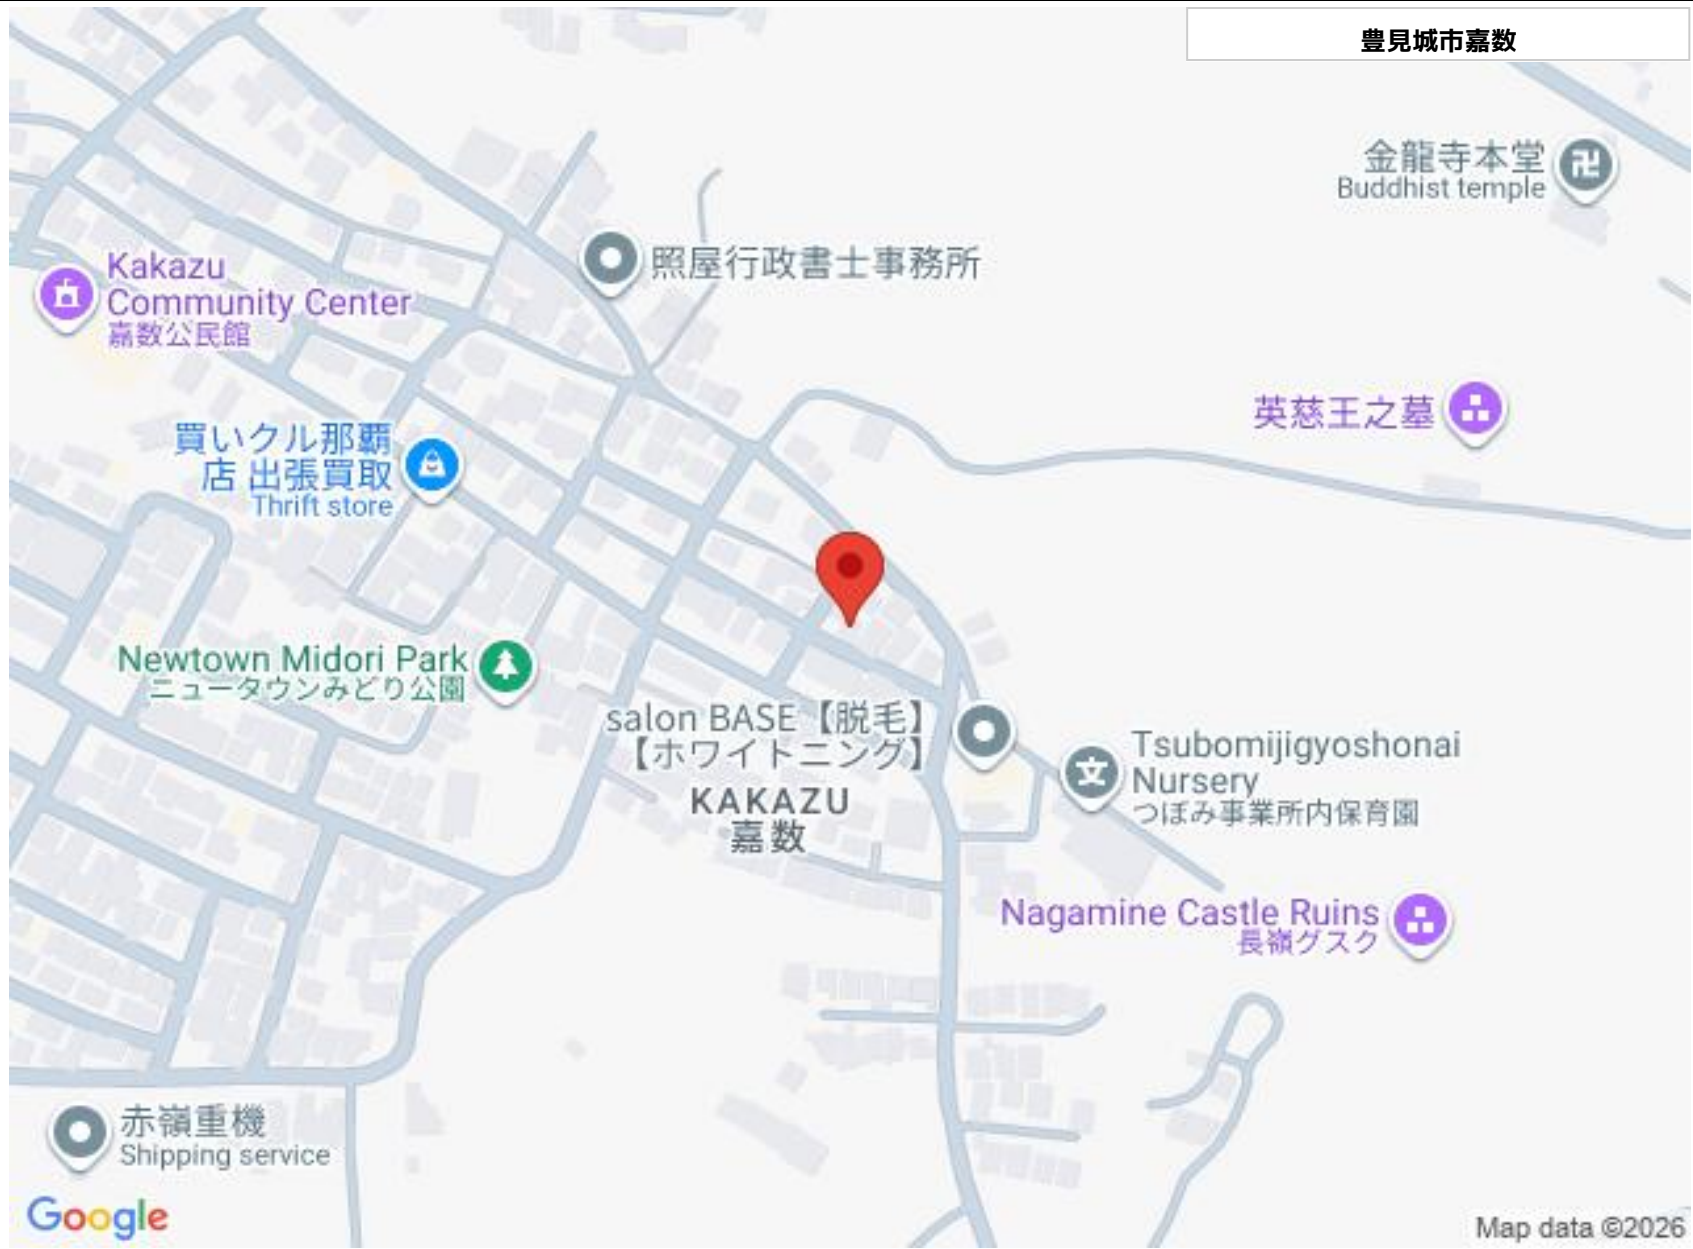 豊見城市嘉数
金龍寺本堂
Buddhist temple
照屋行政書士事務所
Kakazu
Community Center
嘉数公民館
英慈王之墓
買いクル那覇
店 出張買取
Thrift store
Newtown Midori Park
ニュータウンみどり公園
salon BASE【脱毛】
【ホワイトニング】
Tsubomijigyoshonai
Nursery
つぼみ事業所内保育園
KAKAZU
嘉数
Nagamine Castle Ruins
長嶺グスク
赤嶺重機
Shipping service
Google
Map data ©2026